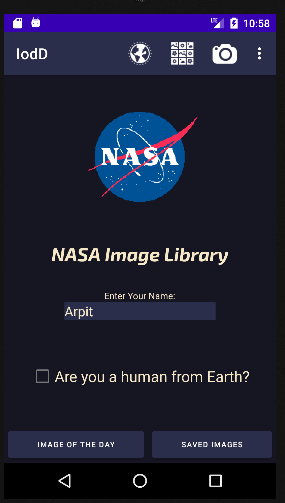 10:58
IodD
NASA
NASA Image Library
Enter Your Name:
Arpit
Are you a human from Earth?
IMAGE OF THE DAY
SAVED IMAGES